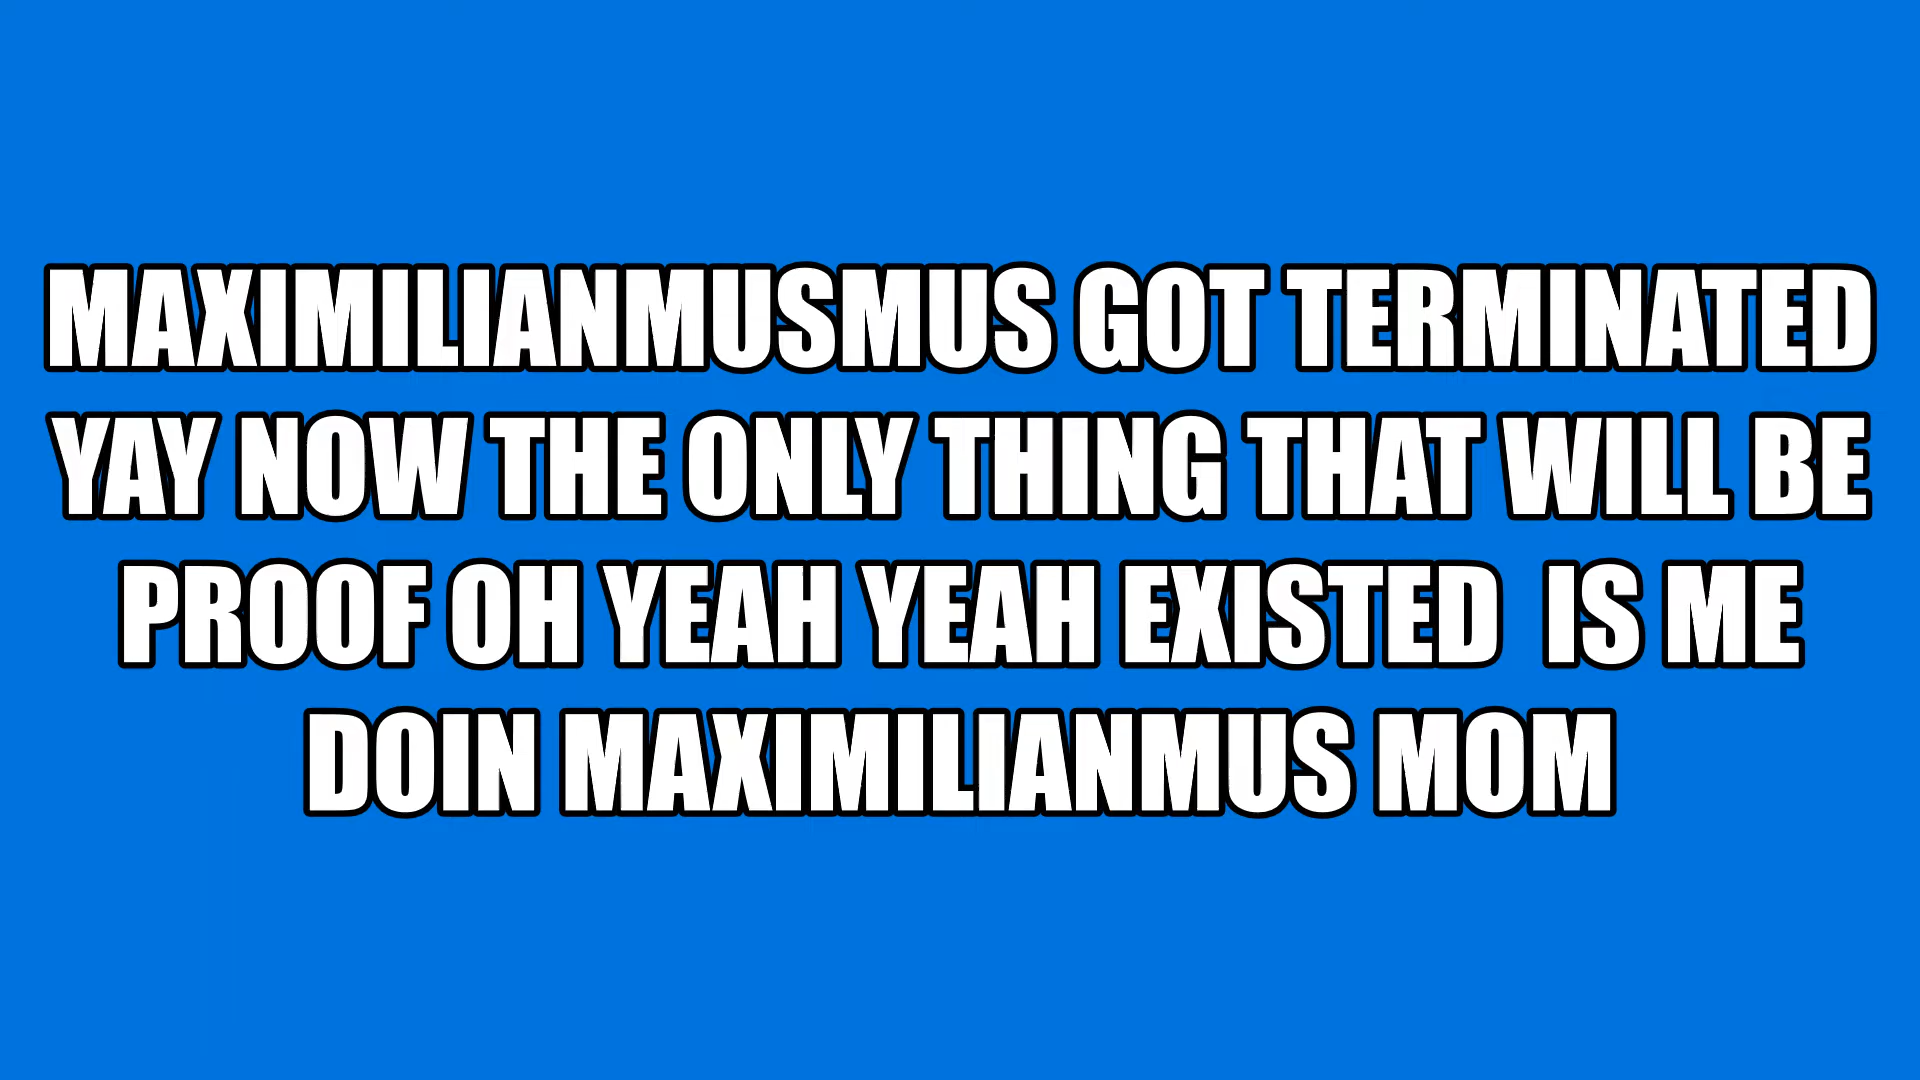 MAXIMILIANMUSMUS GOT TERMINATED
YAY NOW THE ONLY THING THAT WILL BE
PROOF OH YEAH YEAH EXISTED  IS ME
DOIN MAXIMILIANMUS MOM